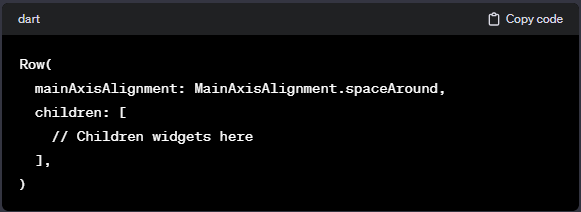 dart
Copy code
Row(
  mainAxisAlignment: MainAxisAlignment.spaceAround,
  children: [
    // Children widgets here
  ],
)